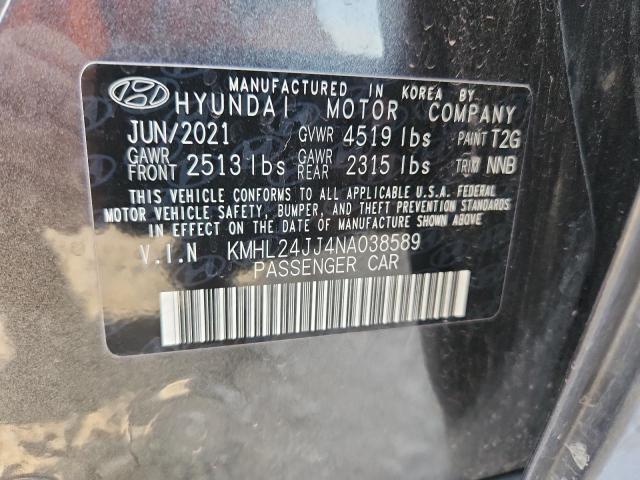 MANUFACTURED IN KOREA BY
HYUNDAI MOTOR COMPANY
JUN/2021 GVWR 4519 lbs PAINT T2G
GAWR FRONT 2513 lbs GAWR REAR 2315 lbs TRIM NNB
THIS VEHICLE CONFORMS TO ALL APPLICABLE U.S.A. FEDERAL
MOTOR VEHICLE SAFETY, BUMPER, AND THEFT PREVENTION STANDARDS
IN EFFECT ON THE DATE OF MANUFACTURE SHOWN ABOVE.
V.I.N KMHL24JJ4NA038589
PASSENGER CAR